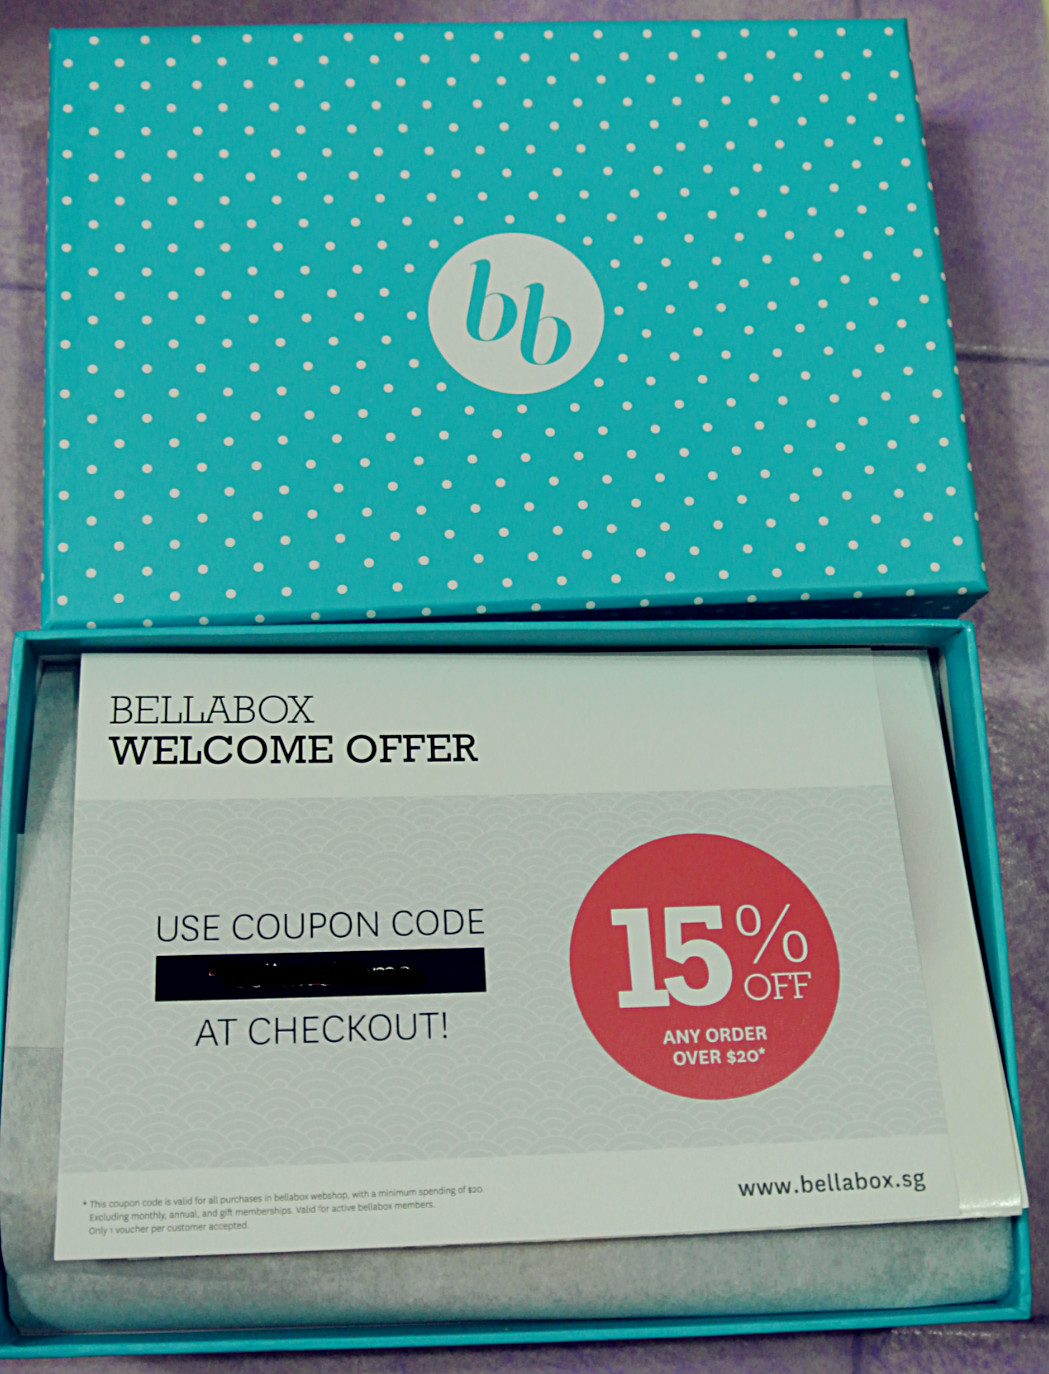 bb
BELLABOX
WELCOME OFFER
USE COUPON CODE
AT CHECKOUT!
15% OFF
ANY ORDER
OVER $20*
www.bellabox.sg
* This coupon code is valid for all purchases in bellabox webshop, with a minimum spending of $20.
Excluding monthly, annual, and gift memberships. Valid for active bellabox members.
Only 1 voucher per customer accepted.